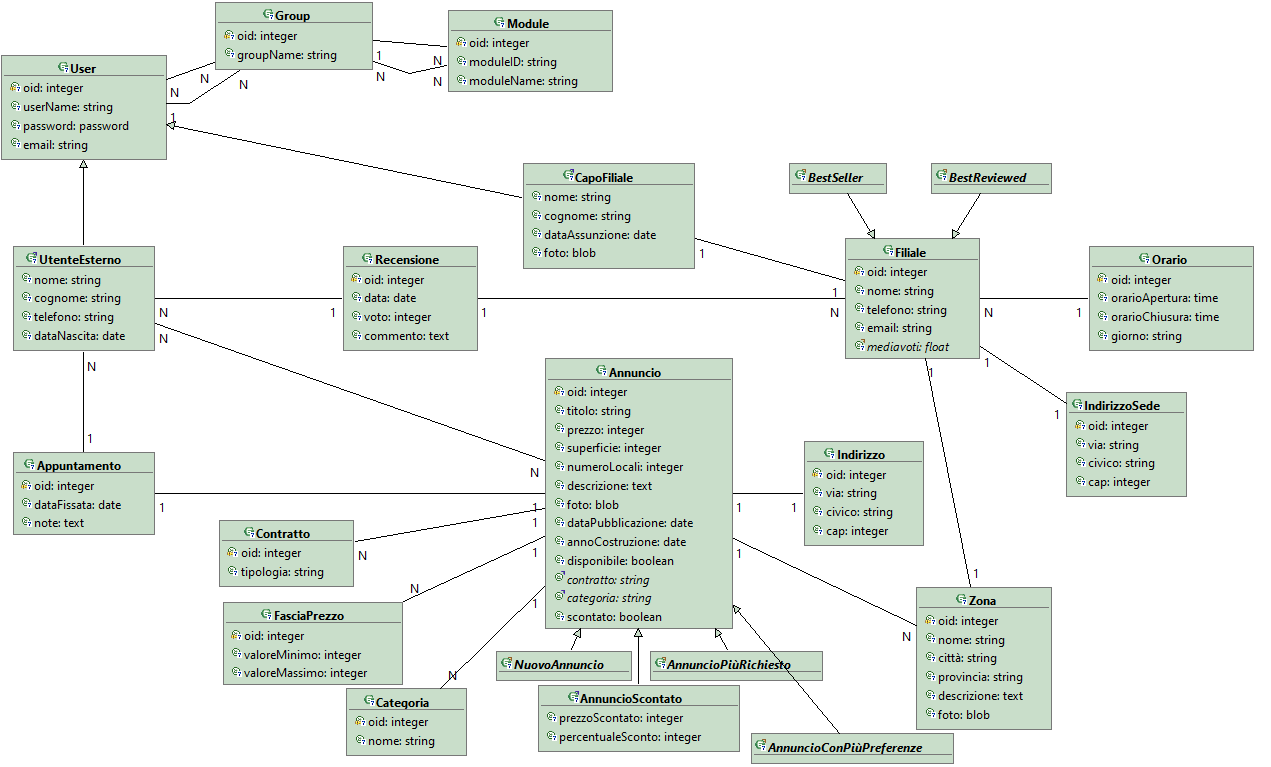 Group
oid: integer
groupName: string
Module
oid: integer
moduleID: string
moduleName: string
1
N
N
N
N
N
N
User
oid: integer
userName: string
password: password
email: string
1
CapoFiliale
nome: string
cognome: string
dataAssunzione: date
foto: blob
1
1
BestSeller
BestReviewed
Filiale
oid: integer
nome: string
telefono: string
email: string
mediavoti: float
N
N
1
1
Orario
oid: integer
orarioApertura: time
orarioChiusura: time
giorno: string
1
UtenteEsterno
nome: string
cognome: string
telefono: string
dataNascita: date
N
N
N
Recensione
oid: integer
data: date
voto: integer
commento: text
1
1
IndirizzoSede
oid: integer
via: string
civico: string
cap: integer
1
Annuncio
oid: integer
titolo: string
prezzo: integer
superficie: integer
numeroLocali: integer
descrizione: text
foto: blob
dataPubblicazione: date
annoCostruzione: date
disponibile: boolean
contratto: string
categoria: string
scontato: boolean
N
1
1
1
1
1
1
Indirizzo
oid: integer
via: string
civico: string
cap: integer
1
Appuntamento
oid: integer
dataFissata: date
note: text
1
1
Contratto
oid: integer
tipologia: string
N
FasciaPrezzo
oid: integer
valoreMinimo: integer
valoreMassimo: integer
N
Categoria
oid: integer
nome: string
N
Zona
oid: integer
nome: string
città: string
provincia: string
descrizione: text
foto: blob
1
N
NuovoAnnuncio
AnnuncioPiùRichiesto
AnnuncioScontato
prezzoScontato: integer
percentualeSconto: integer
AnnuncioConPiùPreferenze